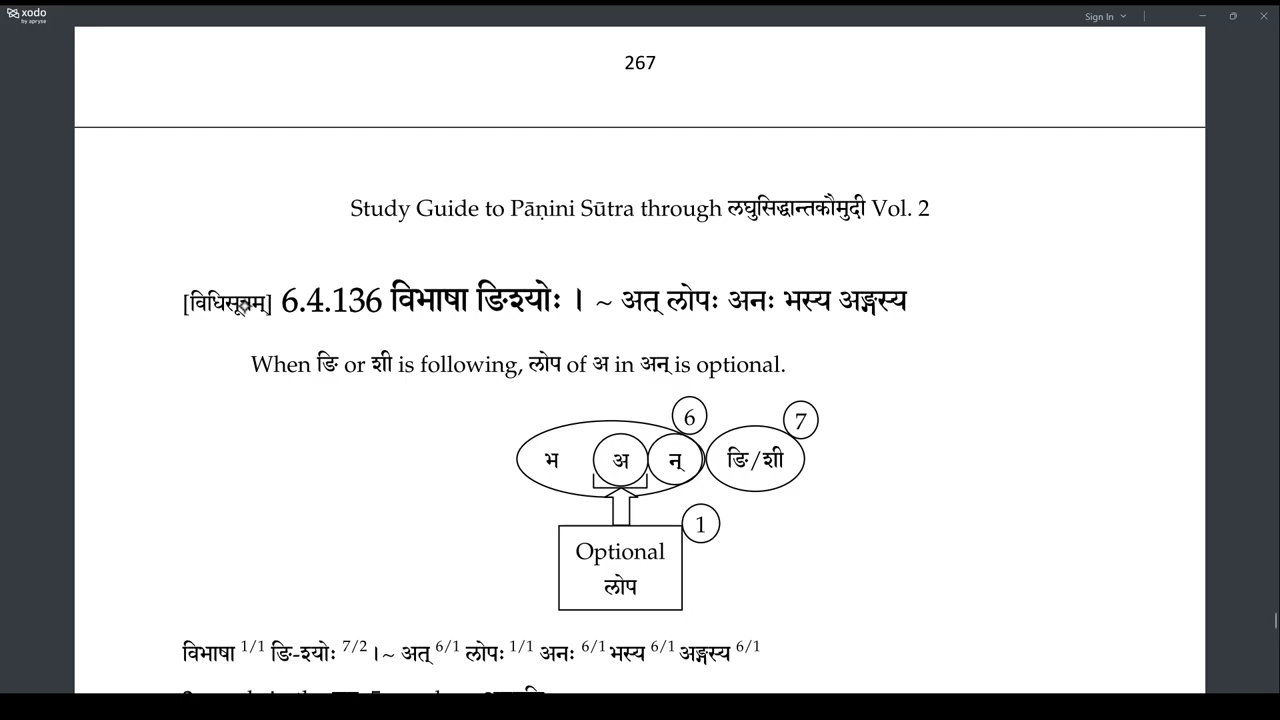 xodo
by apryse
Sign In
267
Study Guide to Pāṇini Sūtra through लघुसिद्धान्तकौमुदी Vol. 2
[विधिसूत्रम्] 6.4.136 विभाषा ङिश्योः । ~ अत् लोपः अनः भस्य अङ्गस्य
When ङि or शी is following, लोप of अ in अन् is optional.
6
7
भ अ न् ङि/शी
1
Optional
लोप
विभाषा 1/1 ङि-श्योः 7/2 । ~ अत् 6/1 लोपः 1/1 अनः 6/1 भस्य 6/1 अङ्गस्य 6/1